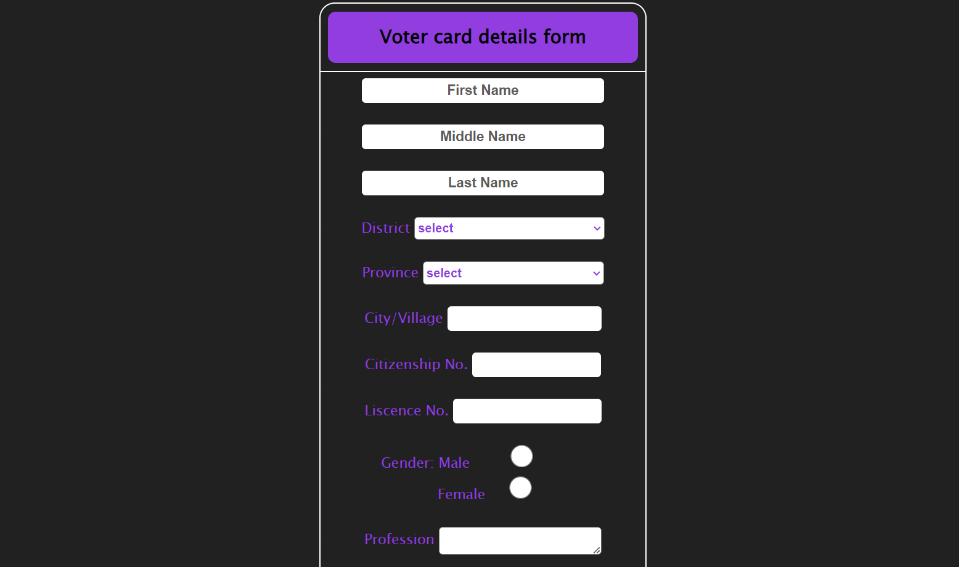 Voter card details form
First Name
Middle Name
Last Name
District select
Province select
City/Village
Citizenship No.
Liscence No.
Gender: Male
Female
Profession